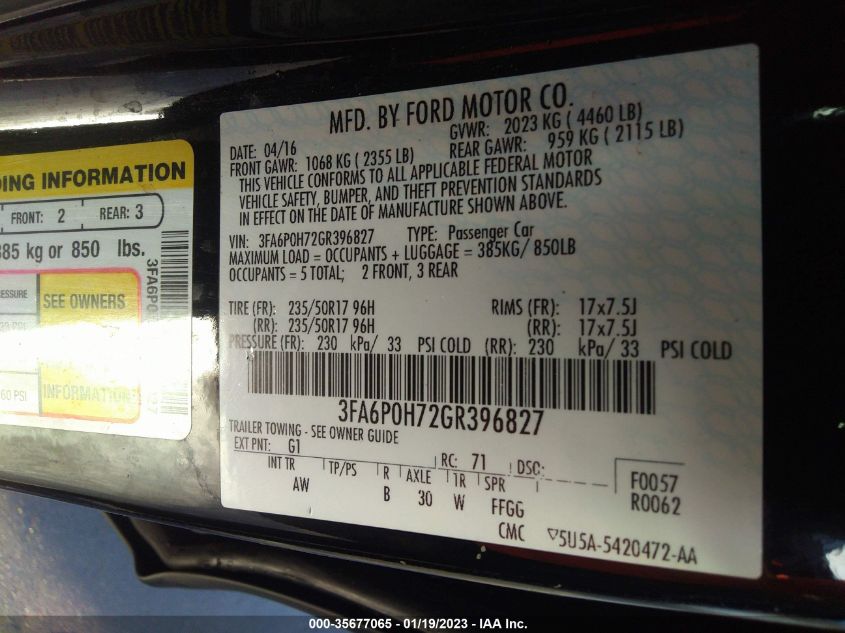 MFD. BY FORD MOTOR CO.
DATE: 04/16 GVWR: 2023 KG ( 4460 LB)
FRONT GAWR: 1068 KG ( 2355 LB) REAR GAWR: 959 KG ( 2115 LB)
THIS VEHICLE CONFORMS TO ALL APPLICABLE FEDERAL MOTOR
VEHICLE SAFETY, BUMPER, AND THEFT PREVENTION STANDARDS
IN EFFECT ON THE DATE OF MANUFACTURE SHOWN ABOVE.
VIN: 3FA6P0H72GR396827 TYPE: Passenger Car
MAXIMUM LOAD = OCCUPANTS + LUGGAGE = 385KG/ 850LB
OCCUPANTS = 5 TOTAL; 2 FRONT, 3 REAR
TIRE (FR): 235/50R17 96H RIMS (FR): 17x7.5J
(RR): 235/50R17 96H (RR): 17x7.5J
PRESSURE (FR): 230 kPa/ 33 PSI COLD (RR): 230 kPa/ 33 PSI COLD
3FA6P0H72GR396827
TRAILER TOWING - SEE OWNER GUIDE
EXT PNT: G1 RC: 71 DSO:
INT TR TP/PS R AXLE TR SPR
AW B 30 W FFGG
F0057
R0062
CMC 5U5A-5420472-AA
DING INFORMATION
FRONT: 2 REAR: 3
385 kg or 850 lbs.
3FA6P0
ESSURE
SEE OWNERS
33 PSI
INFORMATION
60 PSI
27
000-35677065 - 01/19/2023 - IAA Inc.